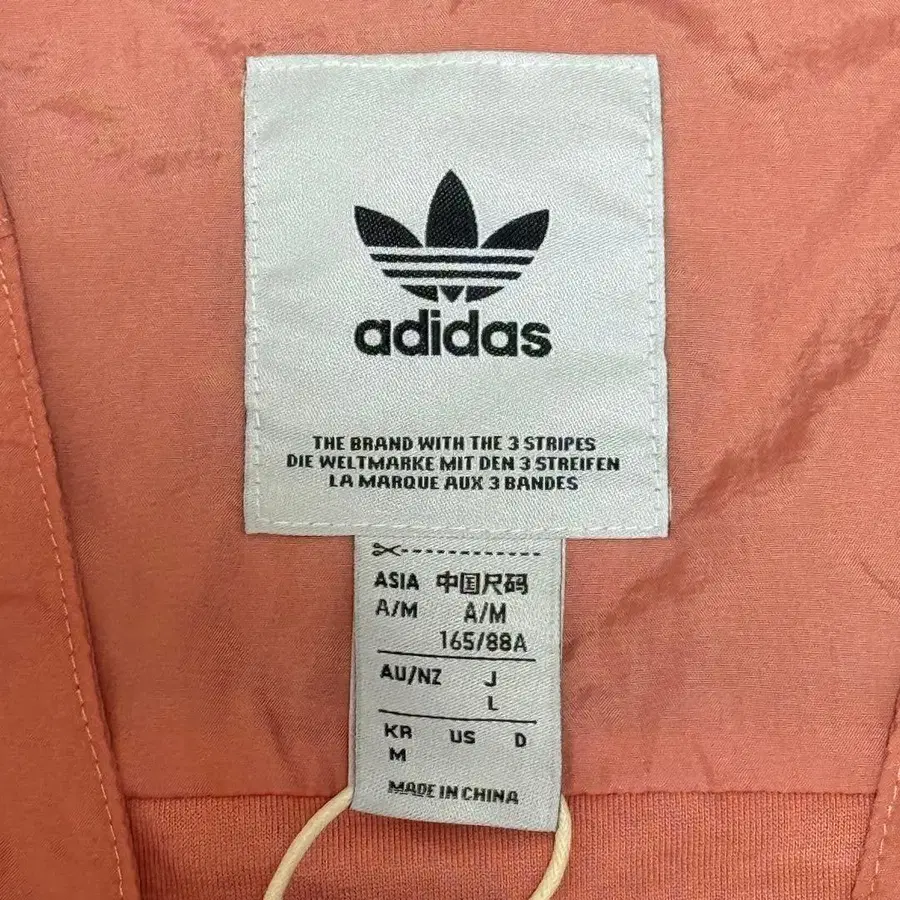 adidas
THE BRAND WITH THE 3 STRIPES
DIE WELTMARKE MIT DEN 3 STREIFEN
LA MARQUE AUX 3 BANDES
ASIA 中国尺码
A/M A/M
165/88A
AU/NZ J
L
KR US D
M
MADE IN CHINA